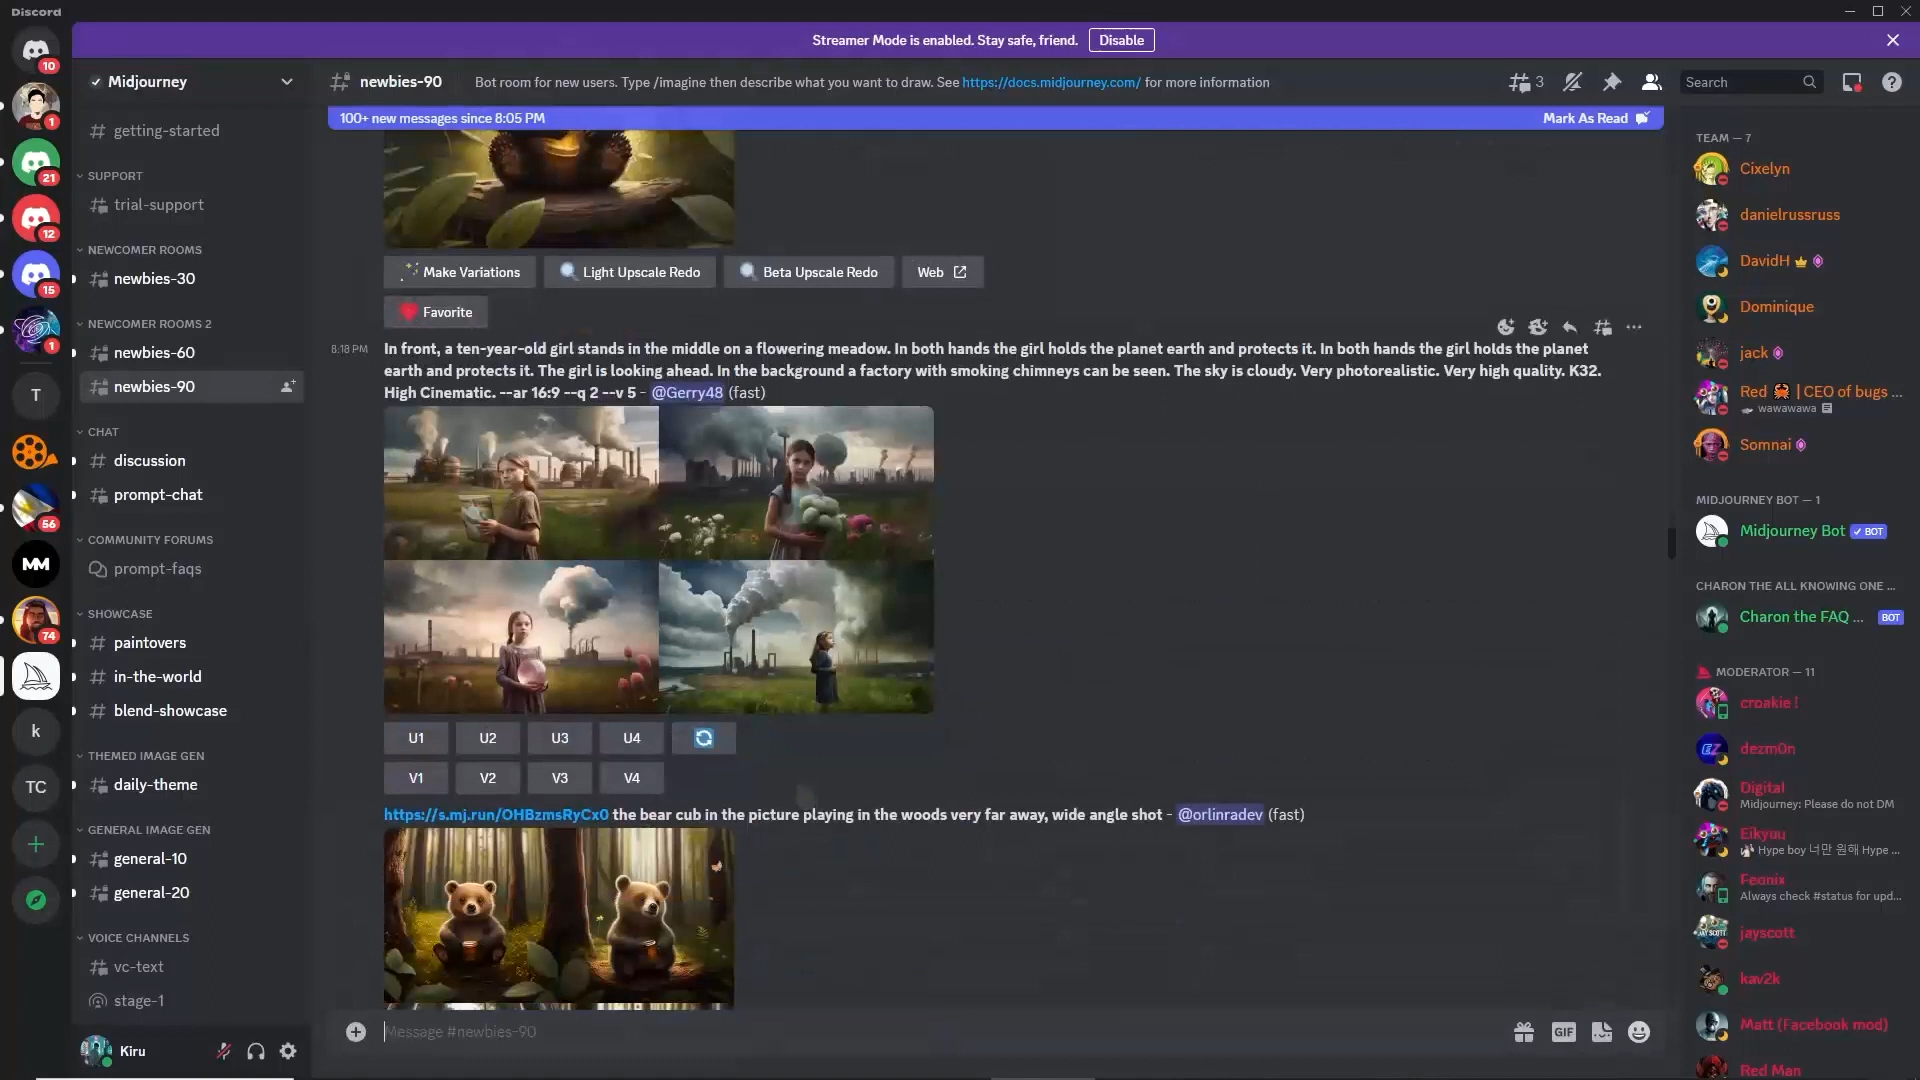 Discord
Streamer Mode is enabled. Stay safe, friend. Disable
10
1
21
12
15
1
T
56
MM
74
k
TC
Midjourney
getting-started
SUPPORT
trial-support
NEWCOMER ROOMS
newbies-30
NEWCOMER ROOMS 2
newbies-60
newbies-90
CHAT
discussion
prompt-chat
COMMUNITY FORUMS
prompt-faqs
SHOWCASE
paintovers
in-the-world
blend-showcase
THEMED IMAGE GEN
daily-theme
GENERAL IMAGE GEN
general-10
general-20
VOICE CHANNELS
vc-text
stage-1
Kiru
newbies-90 Bot room for new users. Type /imagine then describe what you want to draw. See https://docs.midjourney.com/ for more information
3
Search
100+ new messages since 8:05 PM Mark As Read
Make Variations Light Upscale Redo Beta Upscale Redo Web
Favorite
8:18 PM In front, a ten-year-old girl stands in the middle on a flowering meadow. In both hands the girl holds the planet earth and protects it. In both hands the girl holds the planet
earth and protects it. The girl is looking ahead. In the background a factory with smoking chimneys can be seen. The sky is cloudy. Very photorealistic. Very high quality. K32.
High Cinematic. --ar 16:9 --q 2 --v 5 - @Gerry48 (fast)
U1 U2 U3 U4
V1 V2 V3 V4
https://s.mj.run/OHBzmsRyCx0 the bear cub in the picture playing in the woods very far away, wide angle shot - @orlinradev (fast)
Message #newbies-90
GIF
TEAM — 7
Cixelyn
danielrussruss
DavidH
Dominique
jack
Red 🦀 | CEO of bugs ...
wawawawa
Somnai
MIDJOURNEY BOT — 1
Midjourney Bot ✓ BOT
CHARON THE ALL KNOWING ONE ...
Charon the FAQ ... BOT
MODERATOR — 11
croakie !
dezm0n
Digital
Midjourney: Please do not DM
Eikyuu
Hype boy 너만 원해 Hype ...
Feonix
Always check #status for upd...
jayscott
kav2k
Matt (Facebook mod)
Red Man